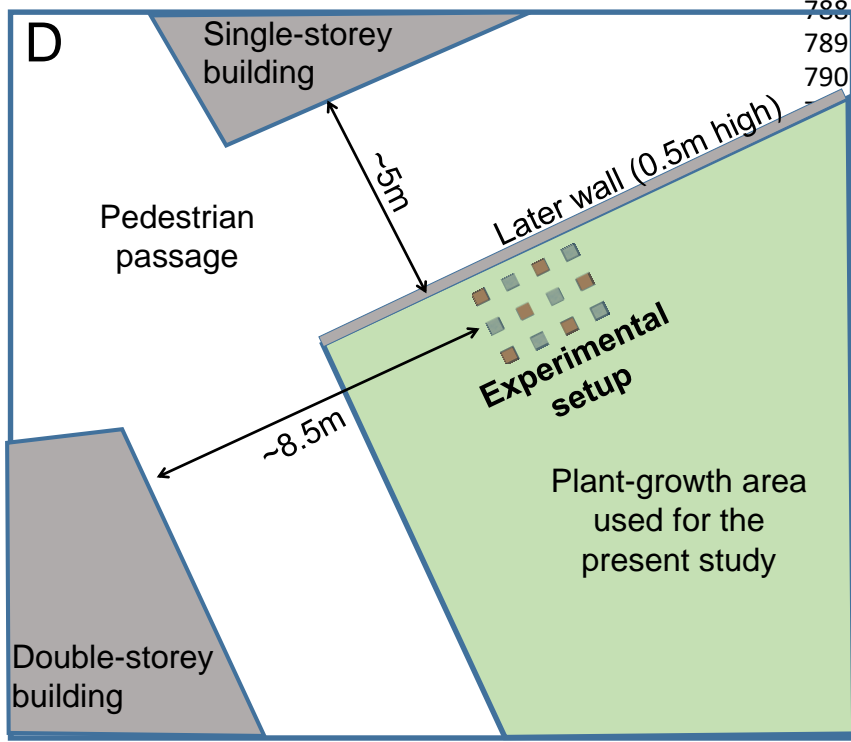 D
Single-storey
building
788
789
790
~5m
Later wall (0.5m high)
Pedestrian
passage
Experimental
setup
~8.5m
Plant-growth area
used for the
present study
Double-storey
building